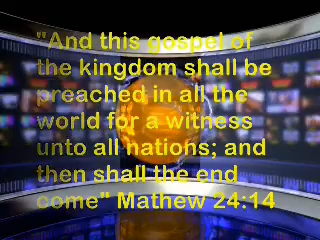 "And this gospel of
the kingdom shall be
preached in all the
world for a witness
unto all nations; and
then shall the end
come" Mathew 24:14